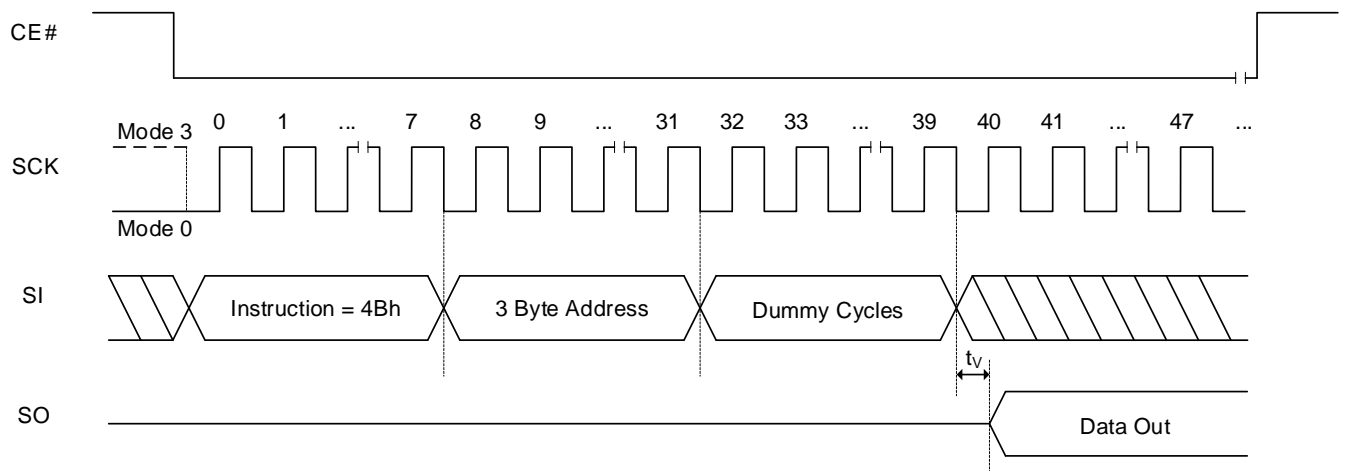 CE#
Mode 3 0 1 ... 7 8 9 ... 31 32 33 ... 39 40 41 ... 47 ...
SCK
Mode 0
SI Instruction = 4Bh 3 Byte Address Dummy Cycles
tV
SO Data Out